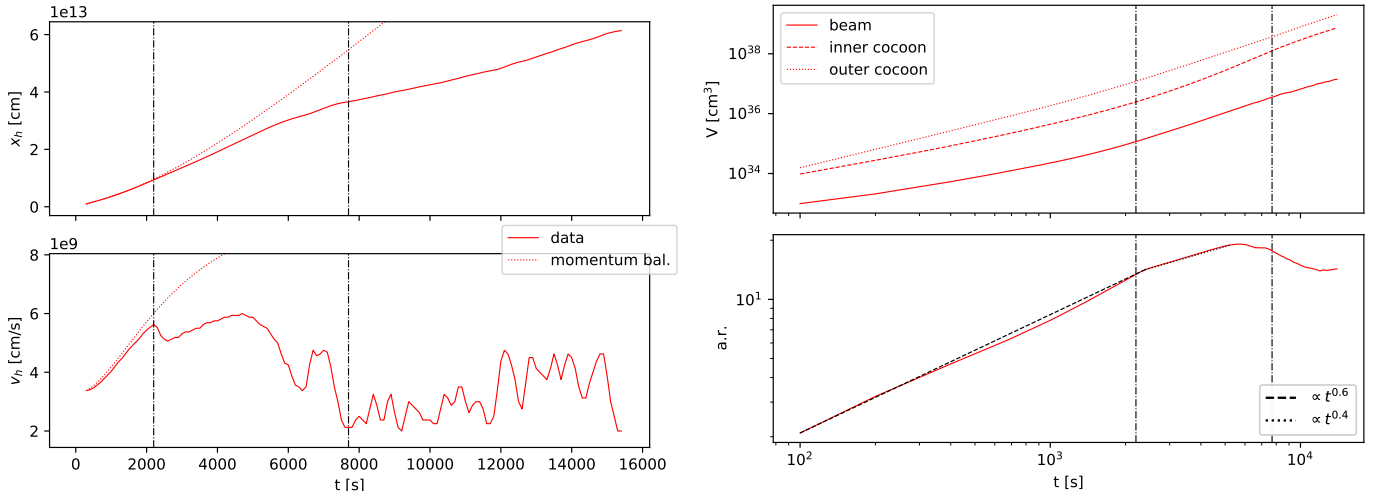 1e13
6
4
2
0
x_h [cm]
1e9
8
6
4
2
v_h [cm/s]
data
momentum bal.
0 2000 4000 6000 8000 10000 12000 14000 16000
t [s]
10^38
10^36
10^34
V [cm^3]
beam
inner cocoon
outer cocoon
10^1
a.r.
∝ t^0.6
∝ t^0.4
10^2 10^3 10^4
t [s]